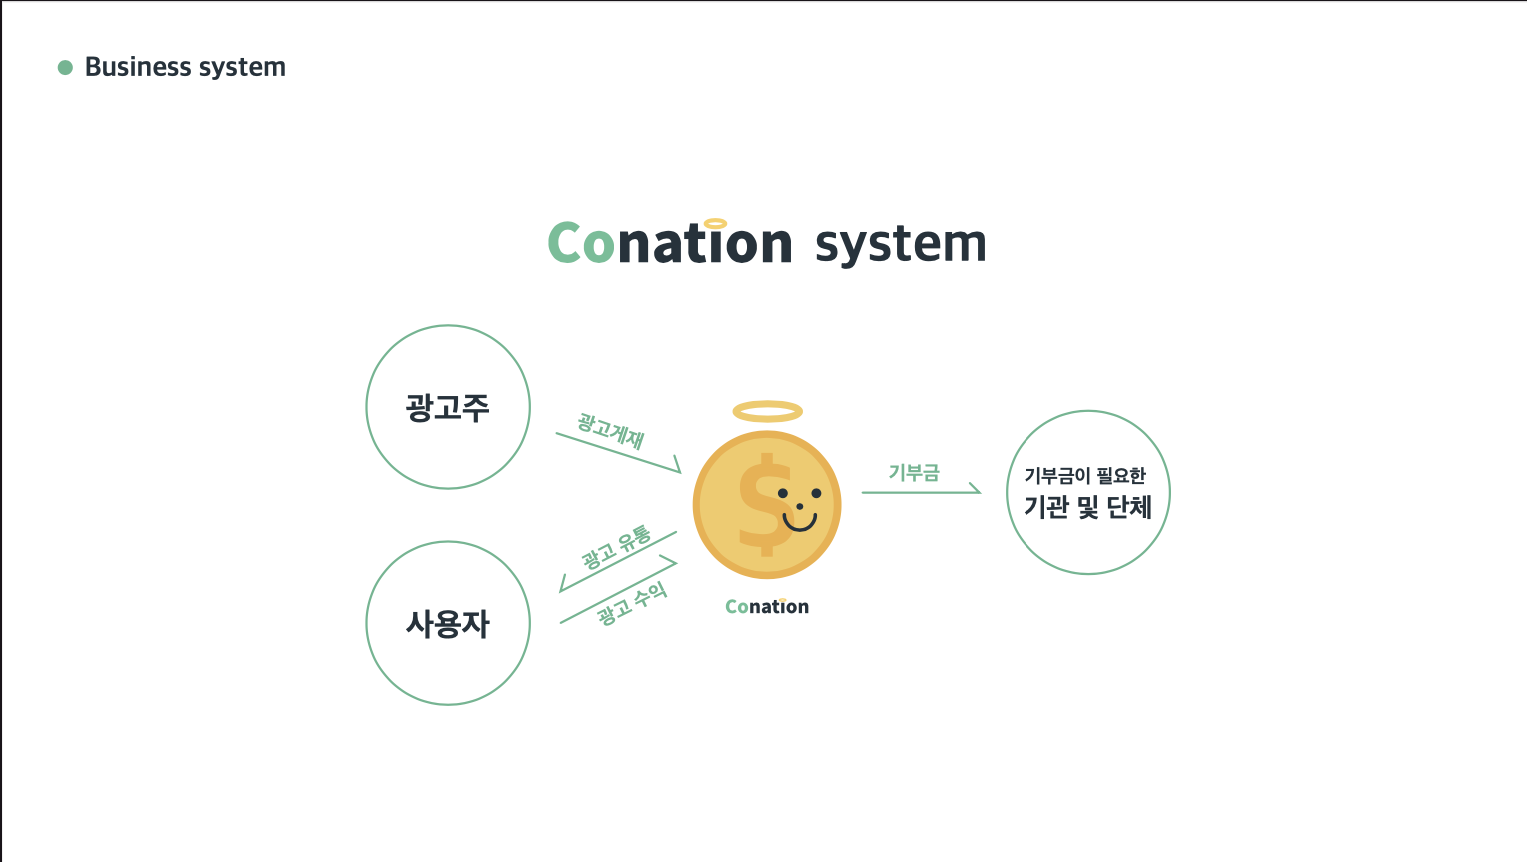 Business system
Conation system
광고주
광고게재
$
기부금
기부금이 필요한
기관 및 단체
광고 유통
광고 수익
사용자
Conation